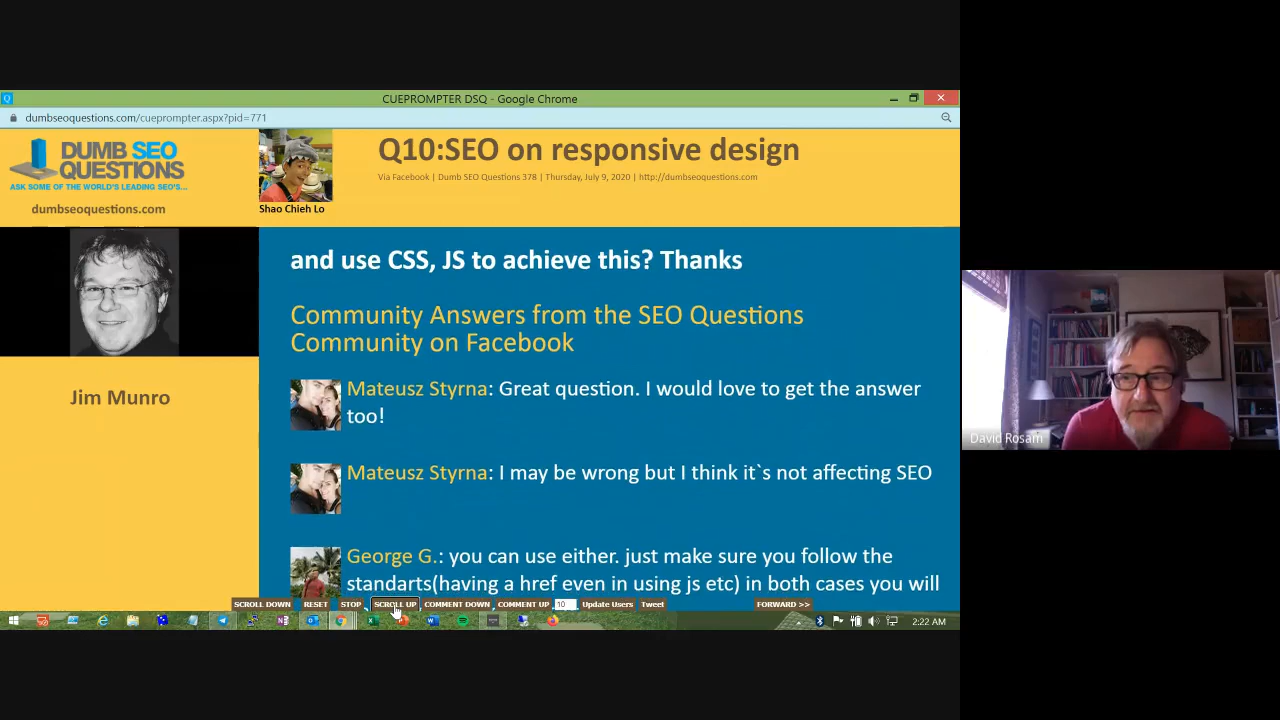 CUEPROMPTER DSQ - Google Chrome
dumbseoquestions.com/cueprompter.aspx?pid=771
DUMB SEO
QUESTIONS
ASK SOME OF THE WORLD'S LEADING SEO'S...
dumbseoquestions.com
Shao Chieh Lo
Q10:SEO on responsive design
Via Facebook | Dumb SEO Questions 378 | Thursday, July 9, 2020 | http://dumbseoquestions.com
Jim Munro
and use CSS, JS to achieve this? Thanks
Community Answers from the SEO Questions
Community on Facebook
Mateusz Styrna: Great question. I would love to get the answer
too!
Mateusz Styrna: I may be wrong but I think it`s not affecting SEO
George G.: you can use either. just make sure you follow the
standarts(having a href even in using js etc) in both cases you will
SCROLL DOWN RESET STOP SCROLL UP COMMENT DOWN COMMENT UP 10 Update Users Tweet FORWARD >>
2:22 AM
David Rosam